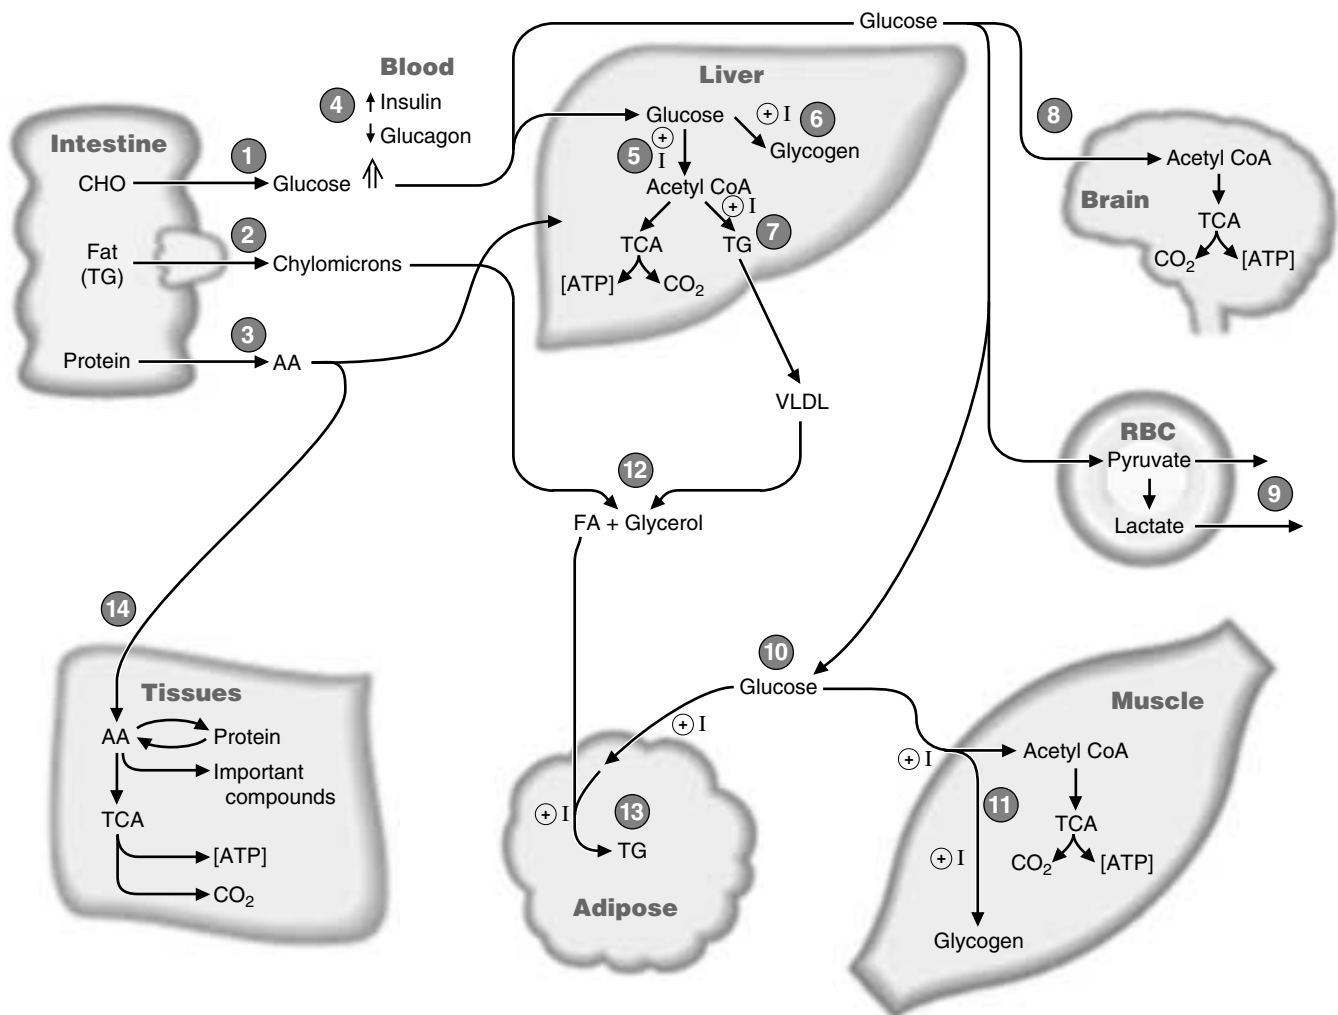 Glucose
Blood
4
Insulin
Glucagon
Liver
Glucose
+ I
6
Glycogen
5
+
I
Acetyl CoA
+ I
7
TCA
TG
[ATP]
CO2
8
Acetyl CoA
Brain
TCA
CO2
[ATP]
Intestine
1
CHO
Glucose
2
Fat
(TG)
Chylomicrons
3
Protein
AA
VLDL
12
FA + Glycerol
RBC
Pyruvate
9
Lactate
14
Tissues
AA
Protein
Important
compounds
TCA
[ATP]
CO2
10
Glucose
+ I
+ I
13
TG
Adipose
Muscle
+ I
Acetyl CoA
11
TCA
+ I
CO2
[ATP]
Glycogen